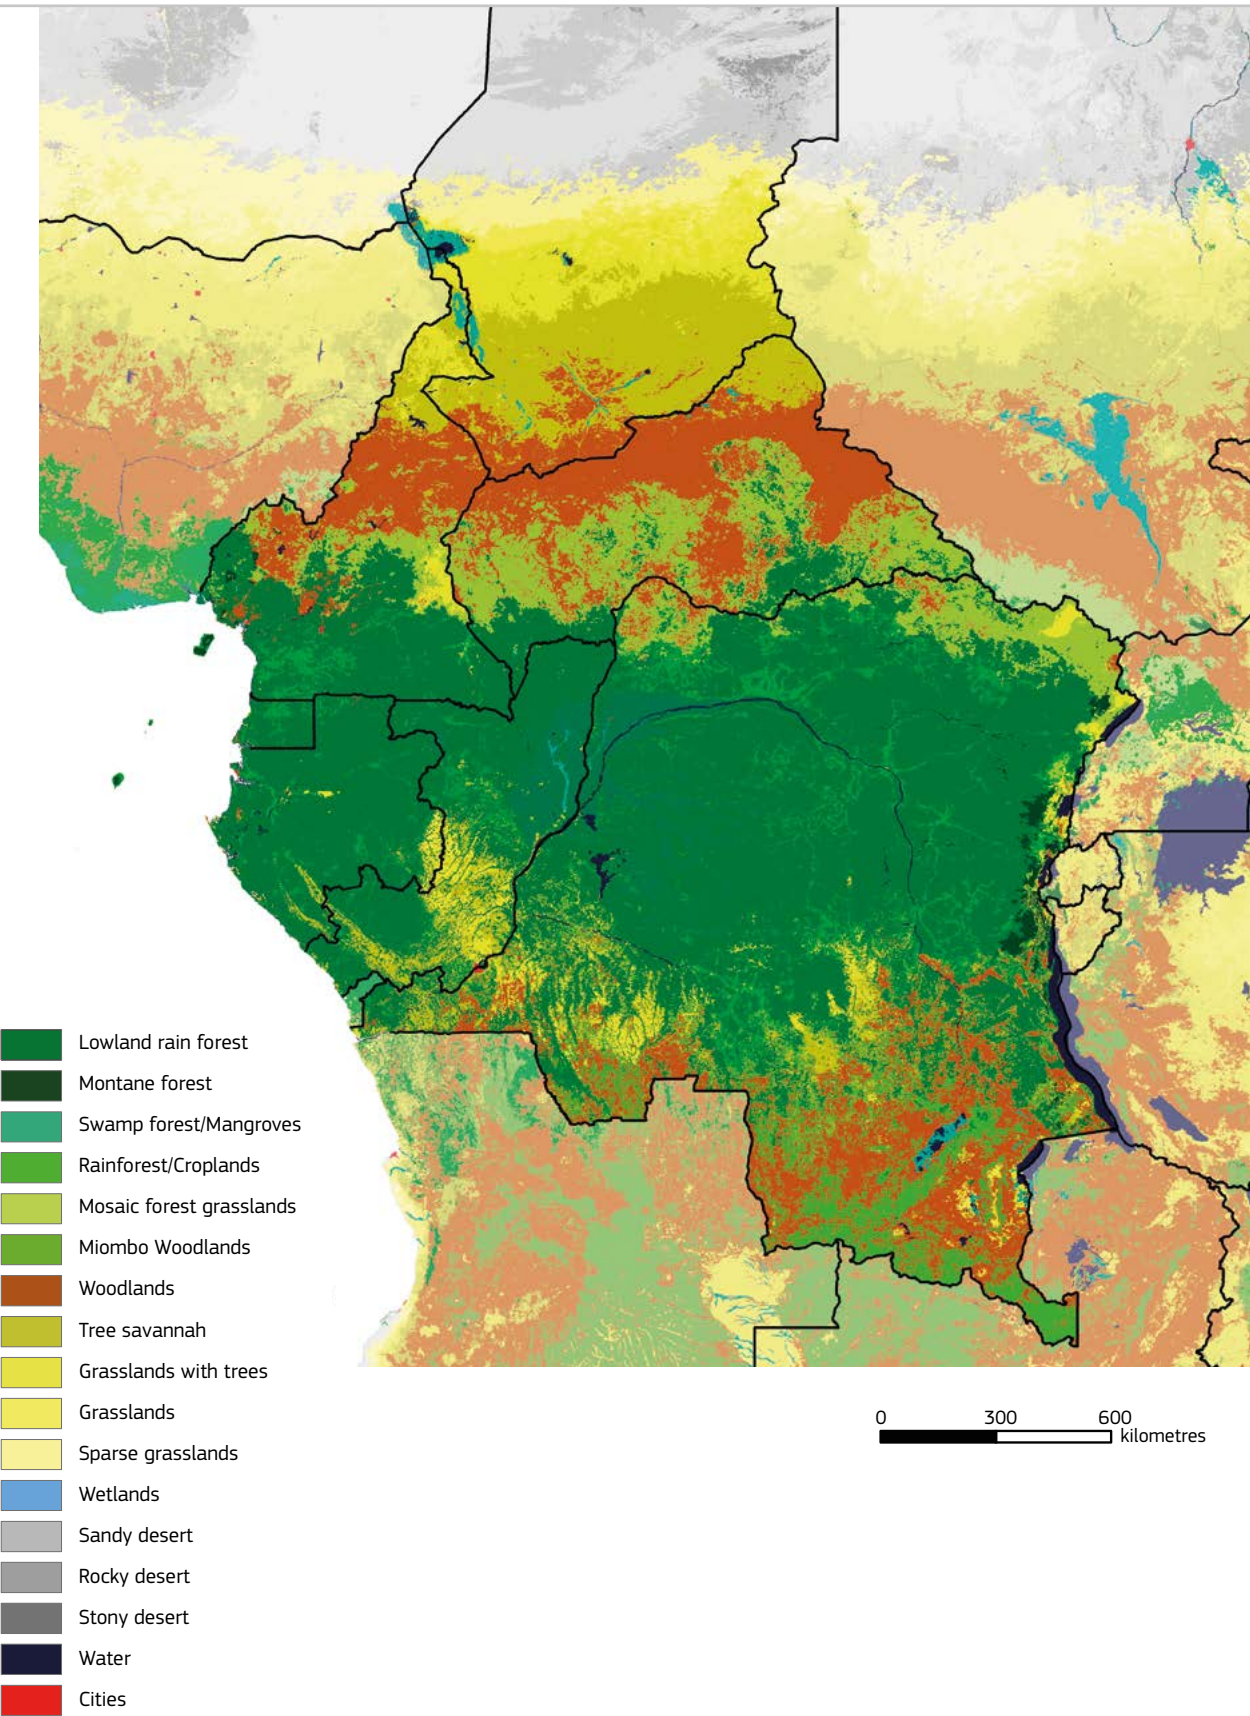 Lowland rain forest
Montane forest
Swamp forest/Mangroves
Rainforest/Croplands
Mosaic forest grasslands
Miombo Woodlands
Woodlands
Tree savannah
Grasslands with trees
Grasslands
Sparse grasslands
Wetlands
Sandy desert
Rocky desert
Stony desert
Water
Cities
0 300 600
kilometres